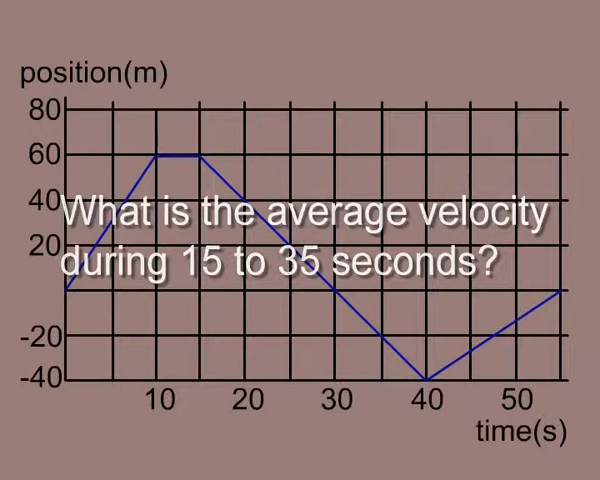 position(m)
80
60
40
20
-20
-40
What is the average velocity
during 15 to 35 seconds?
10 20 30 40 50
time(s)